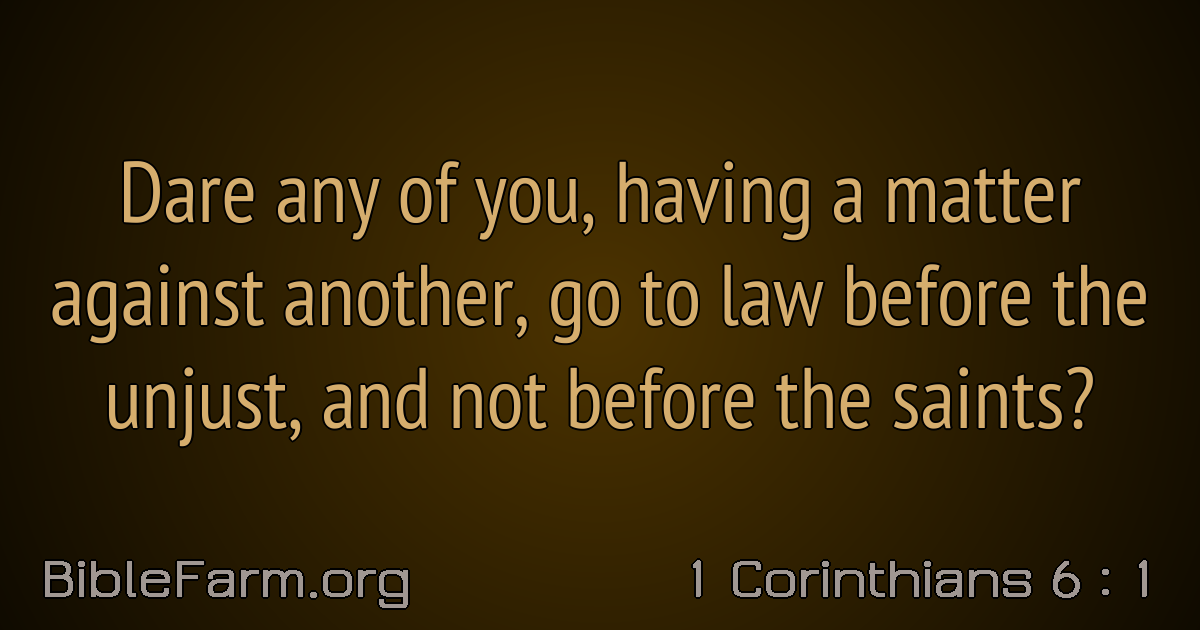 Dare any of you, having a matter
against another, go to law before the
unjust, and not before the saints?
BibleFarm.org
1 Corinthians 6 : 1